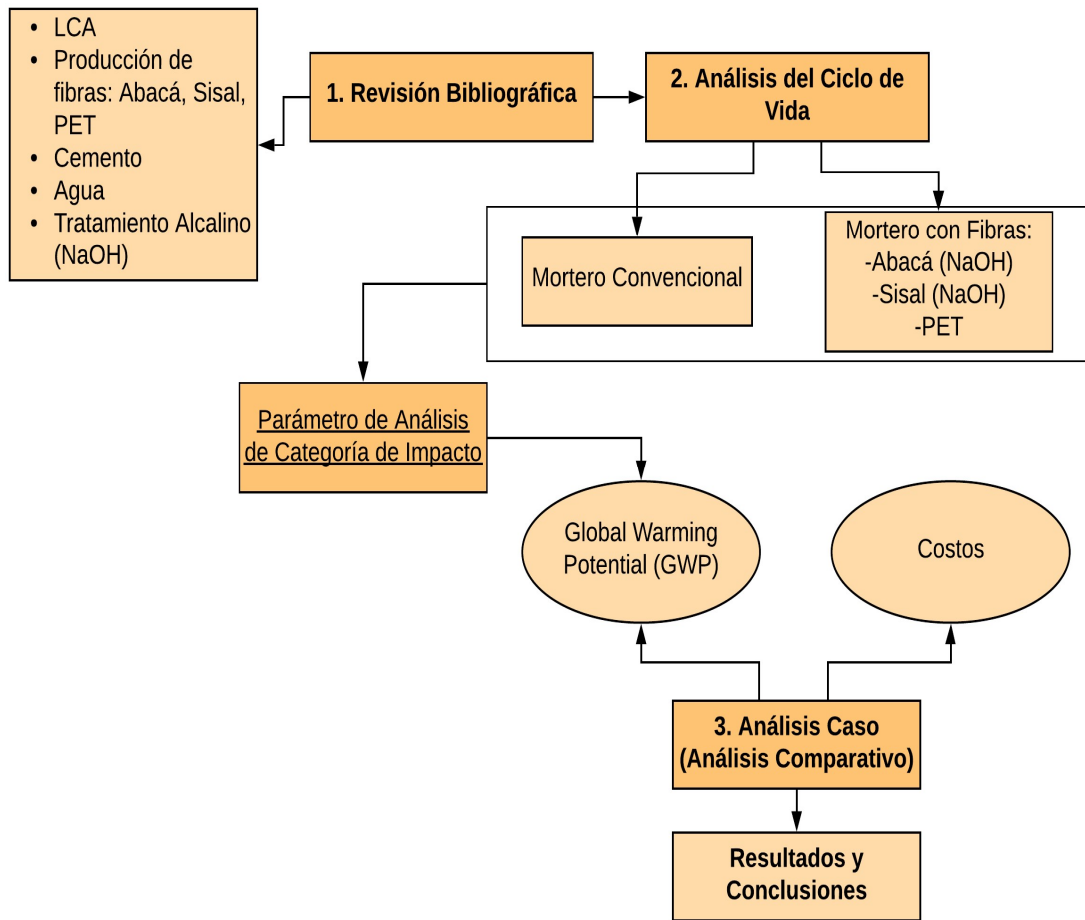 • LCA
• Producción de
fibras: Abacá, Sisal,
PET
• Cemento
• Agua
• Tratamiento Alcalino
(NaOH)
1. Revisión Bibliográfica
2. Análisis del Ciclo de
Vida
Mortero Convencional
Mortero con Fibras:
-Abacá (NaOH)
-Sisal (NaOH)
-PET
Parámetro de Análisis
de Categoría de Impacto
Global Warming
Potential (GWP)
Costos
3. Análisis Caso
(Análisis Comparativo)
Resultados y
Conclusiones